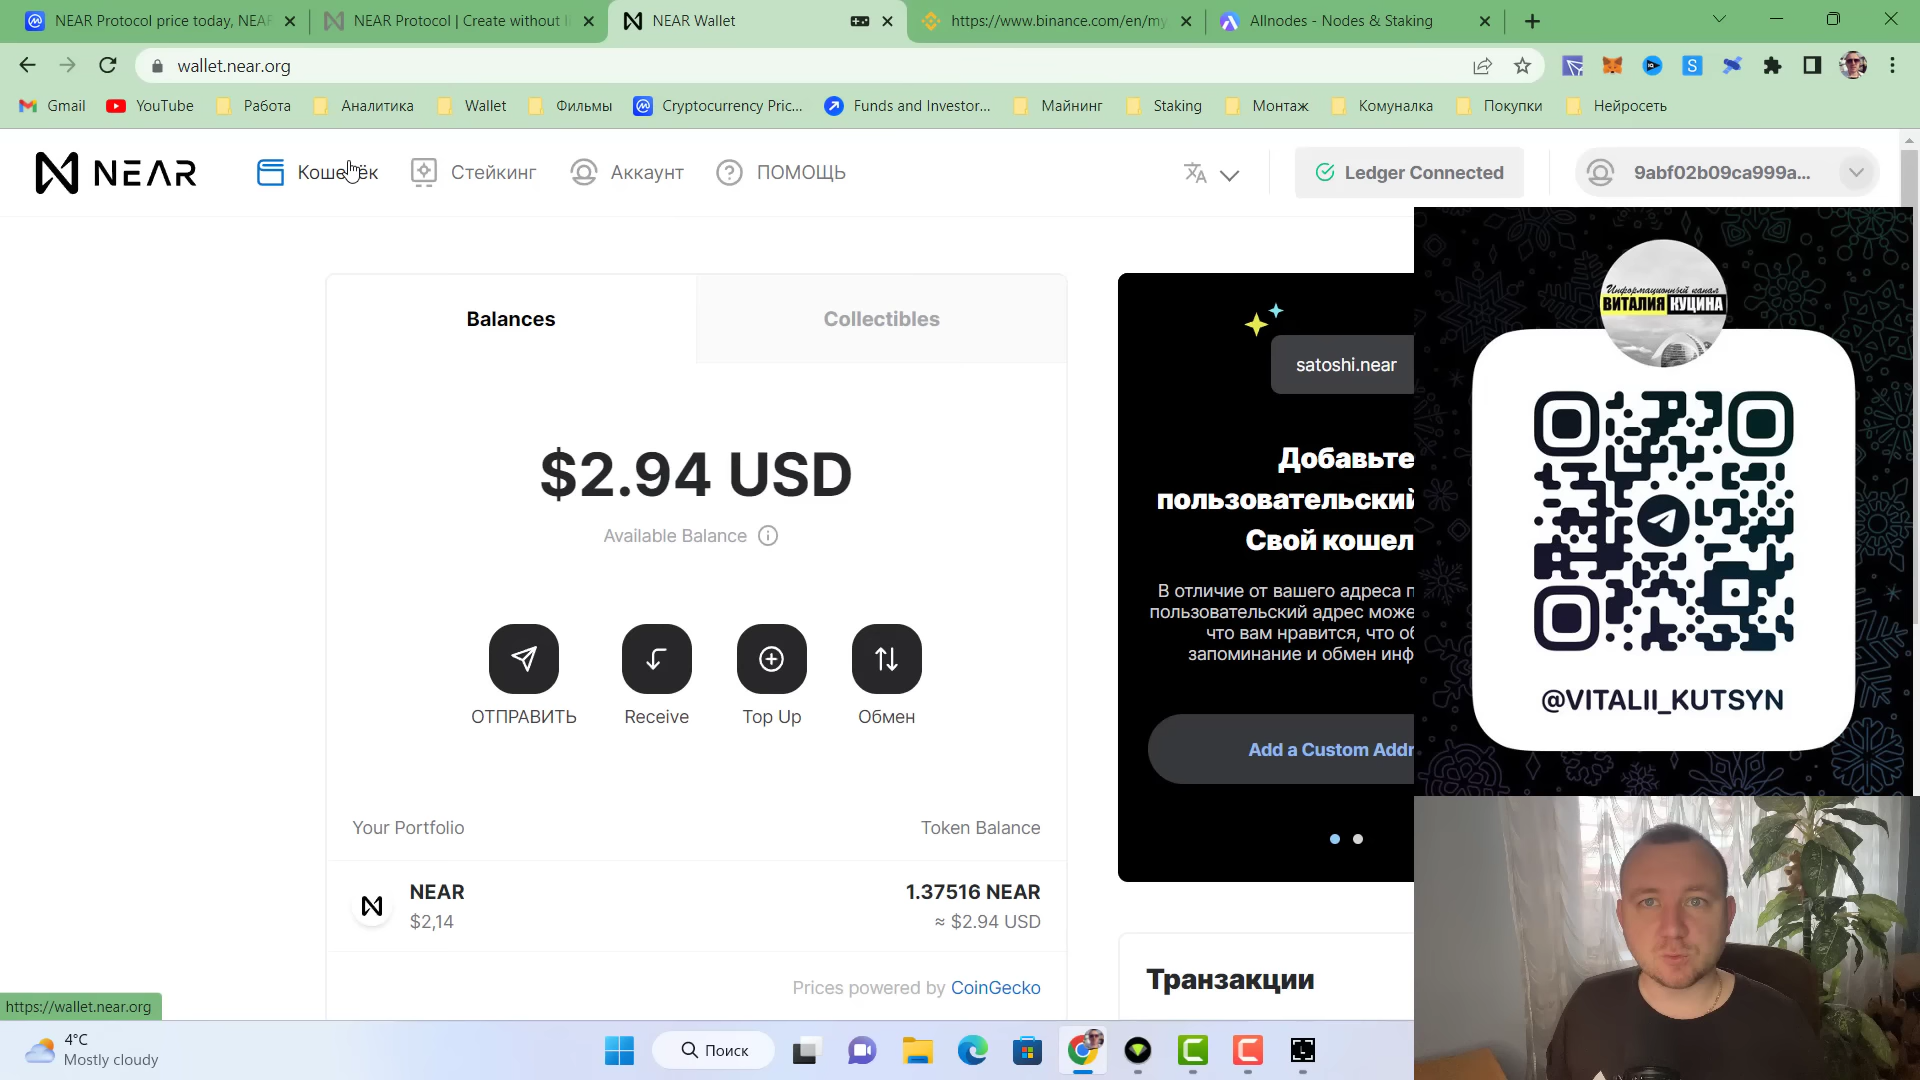 NEAR Protocol price today, NEAR
NEAR Protocol | Create without li
NEAR Wallet
https://www.binance.com/en/my
Allnodes - Nodes & Staking
wallet.near.org
Gmail
YouTube
Работа
Аналитика
Wallet
Фильмы
Cryptocurrency Pric...
Funds and Investor...
Майнинг
Staking
Монтаж
Комуналка
Покупки
Нейросеть
NEAR
Кошелёк
Стейкинг
Аккаунт
ПОМОЩЬ
Ledger Connected
9abf02b09ca999a...
Balances
Collectibles
$2.94 USD
Available Balance
ОТПРАВИТЬ
Receive
Top Up
Обмен
Your Portfolio
Token Balance
NEAR
1.37516 NEAR
$2,14
≈ $2.94 USD
Prices powered by CoinGecko
satoshi.near
Добавьте
пользовательский
Свой кошел
В отличие от вашего адреса п
пользовательский адрес може
что вам нравится, что об
запоминание и обмен инф
Add a Custom Addr
Транзакции
Информационный канал
ВИТАЛИЯ КУЦИНА
@VITALII_KUTSYN
https://wallet.near.org
4°C
Mostly cloudy
Поиск